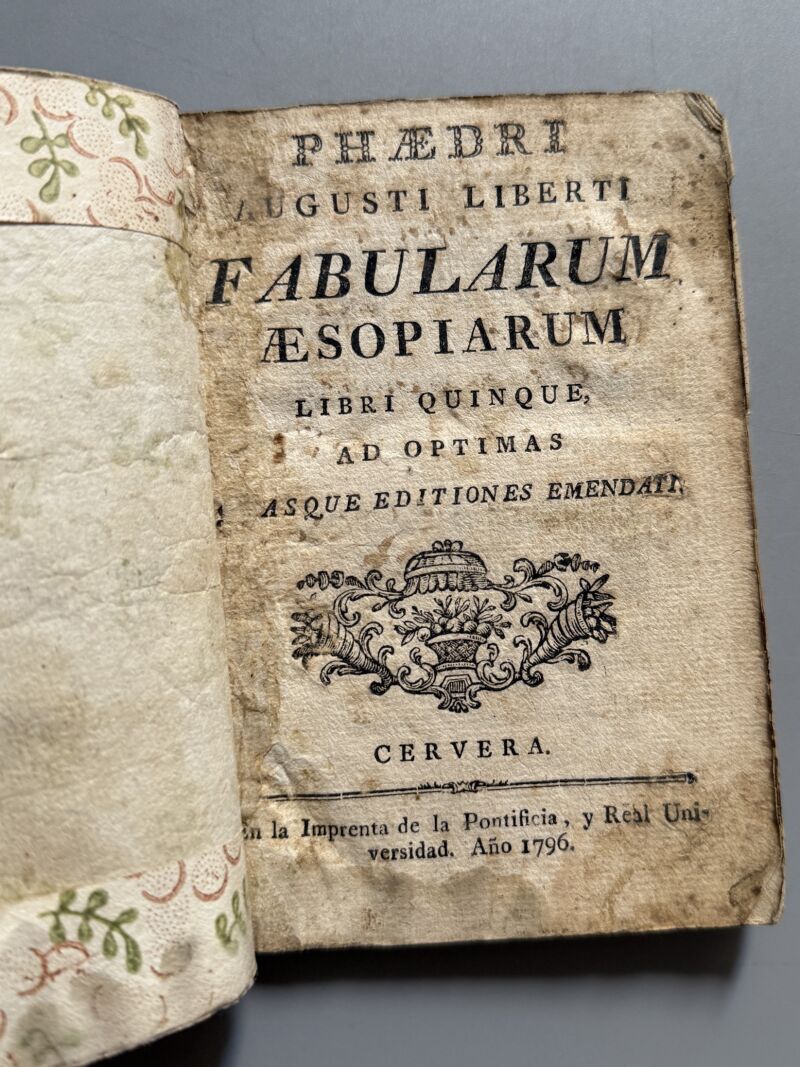 PHÆDRI
AUGUSTI LIBERTI
FABULARUM
ÆSOPIARUM
LIBRI QUINQUE,
AD OPTIMAS
EDITIONES EMENDATI.
CERVERA.
En la Imprenta de la Pontificia, y Real Uni-
versidad. Año 1796.